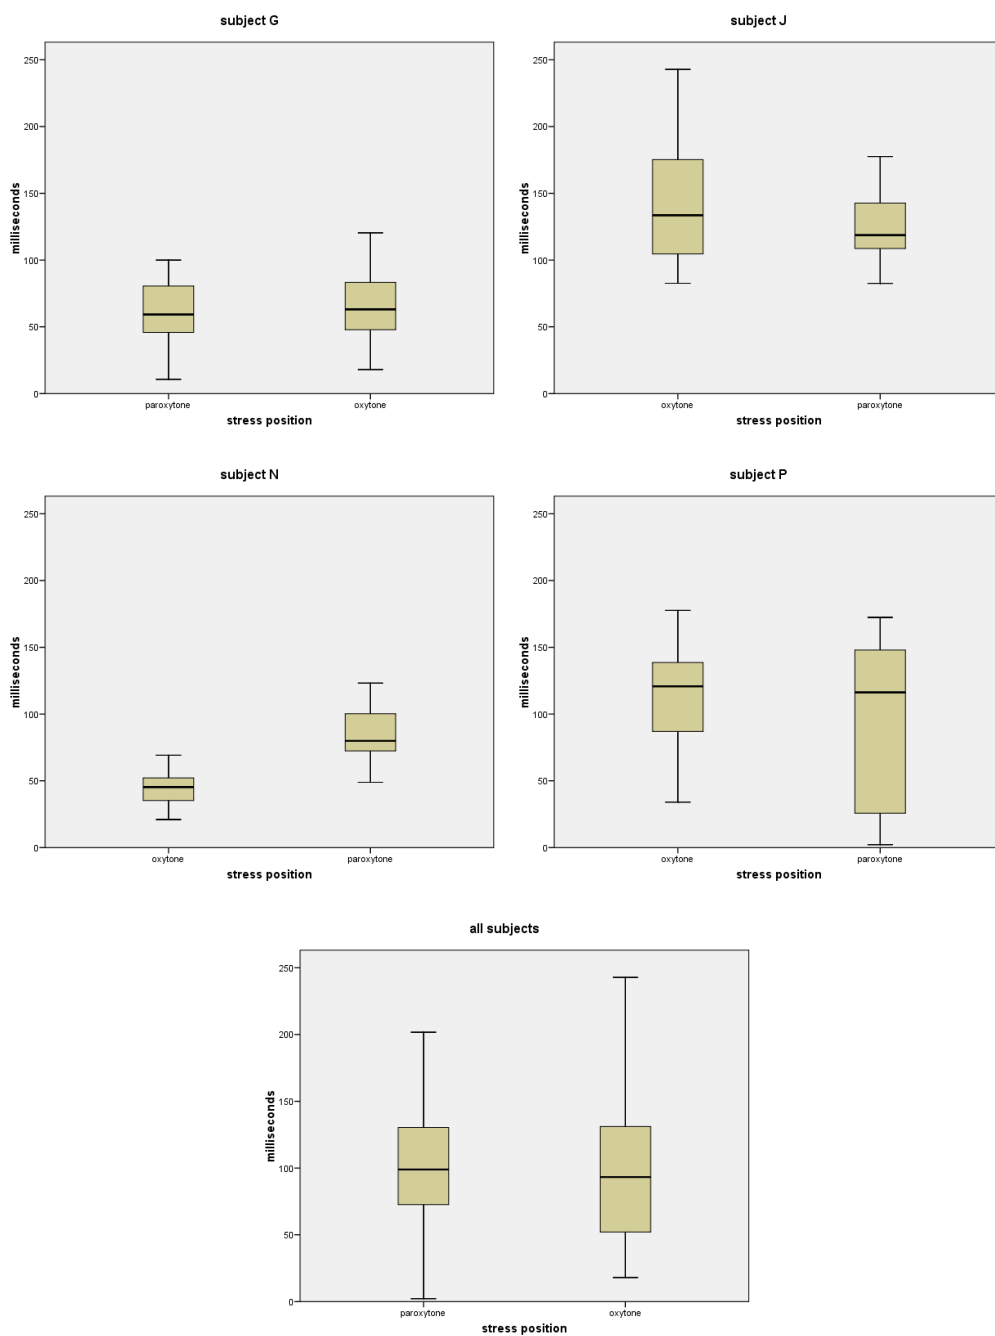 subject G
250
200
150
100
50
0
milliseconds
paroxytone oxytone
stress position
subject J
250
200
150
100
50
0
milliseconds
oxytone paroxytone
stress position
subject N
250
200
150
100
50
0
milliseconds
oxytone paroxytone
stress position
subject P
250
200
150
100
50
0
milliseconds
oxytone paroxytone
stress position
all subjects
250
200
150
100
50
0
milliseconds
paroxytone oxytone
stress position